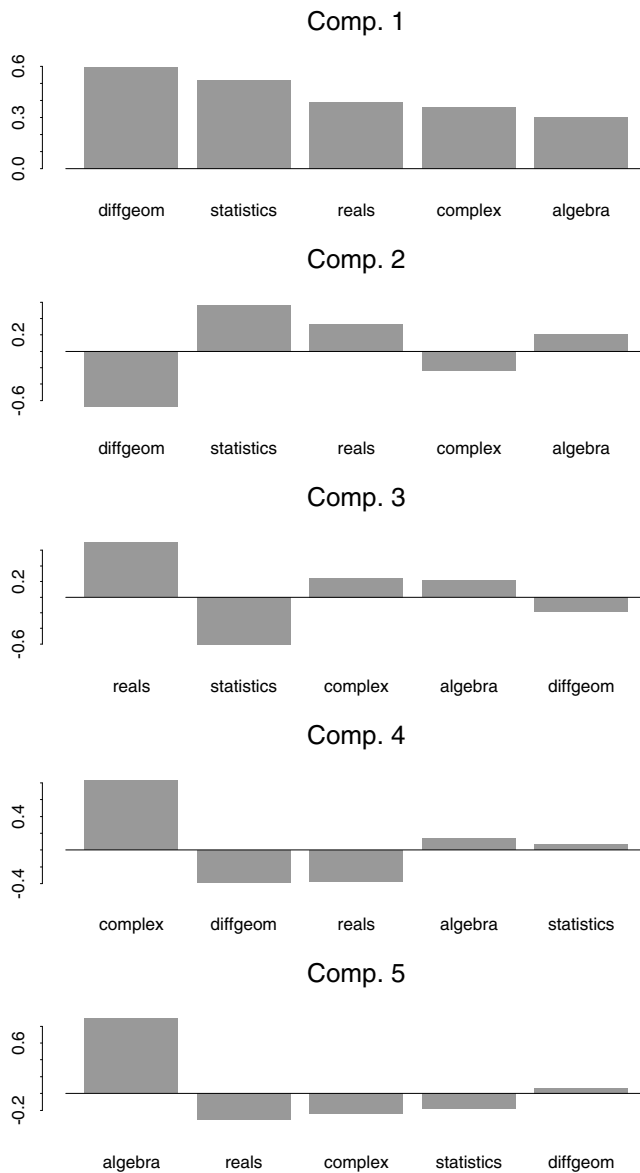 Comp. 1
0.6
0.3
0.0
diffgeom statistics reals complex algebra
Comp. 2
0.2
-0.6
diffgeom statistics reals complex algebra
Comp. 3
0.2
-0.6
reals statistics complex algebra diffgeom
Comp. 4
0.4
-0.4
complex diffgeom reals algebra statistics
Comp. 5
0.6
-0.2
algebra reals complex statistics diffgeom